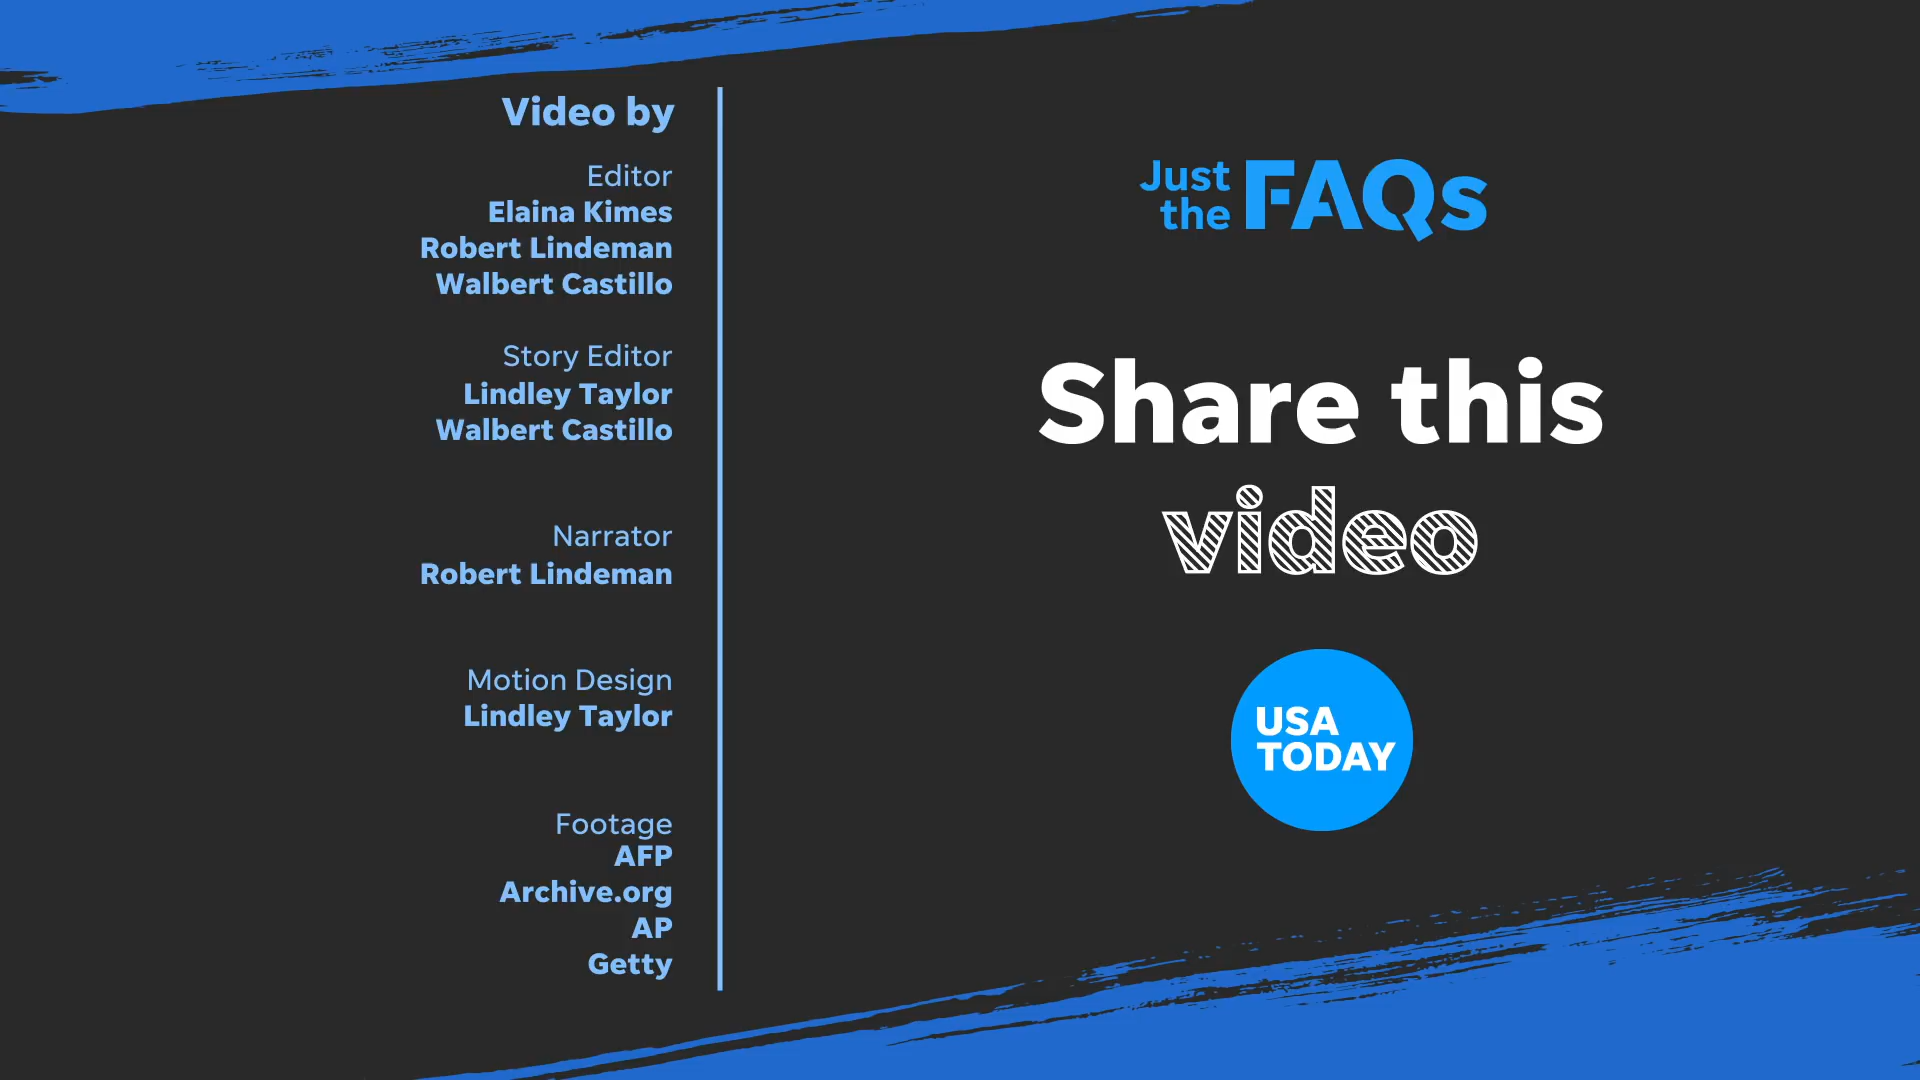 Video by
Editor
Elaina Kimes
Robert Lindeman
Walbert Castillo
Story Editor
Lindley Taylor
Walbert Castillo
Narrator
Robert Lindeman
Motion Design
Lindley Taylor
Footage
AFP
Archive.org
AP
Getty
Just
the FAQs
Share this
video
USA
TODAY